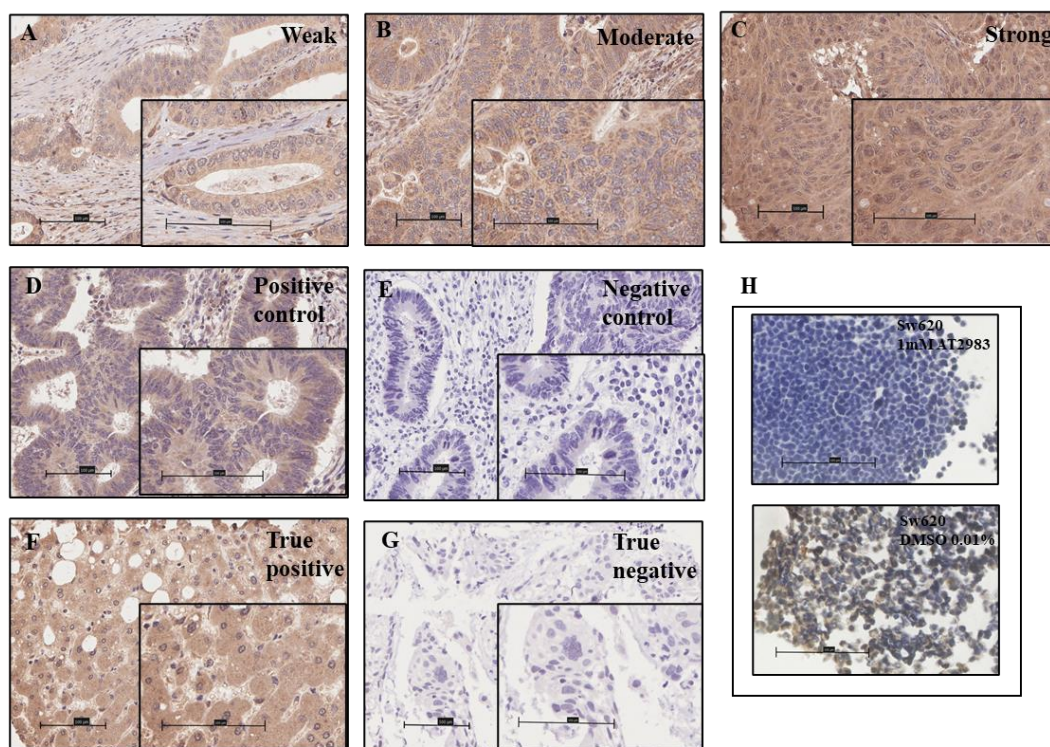 A
Weak
B
Moderate
C
Strong
D
Positive
control
E
Negative
control
H
Sw620
1mM AT2983
Sw620
DMSO 0.01%
F
True
positive
G
True
negative